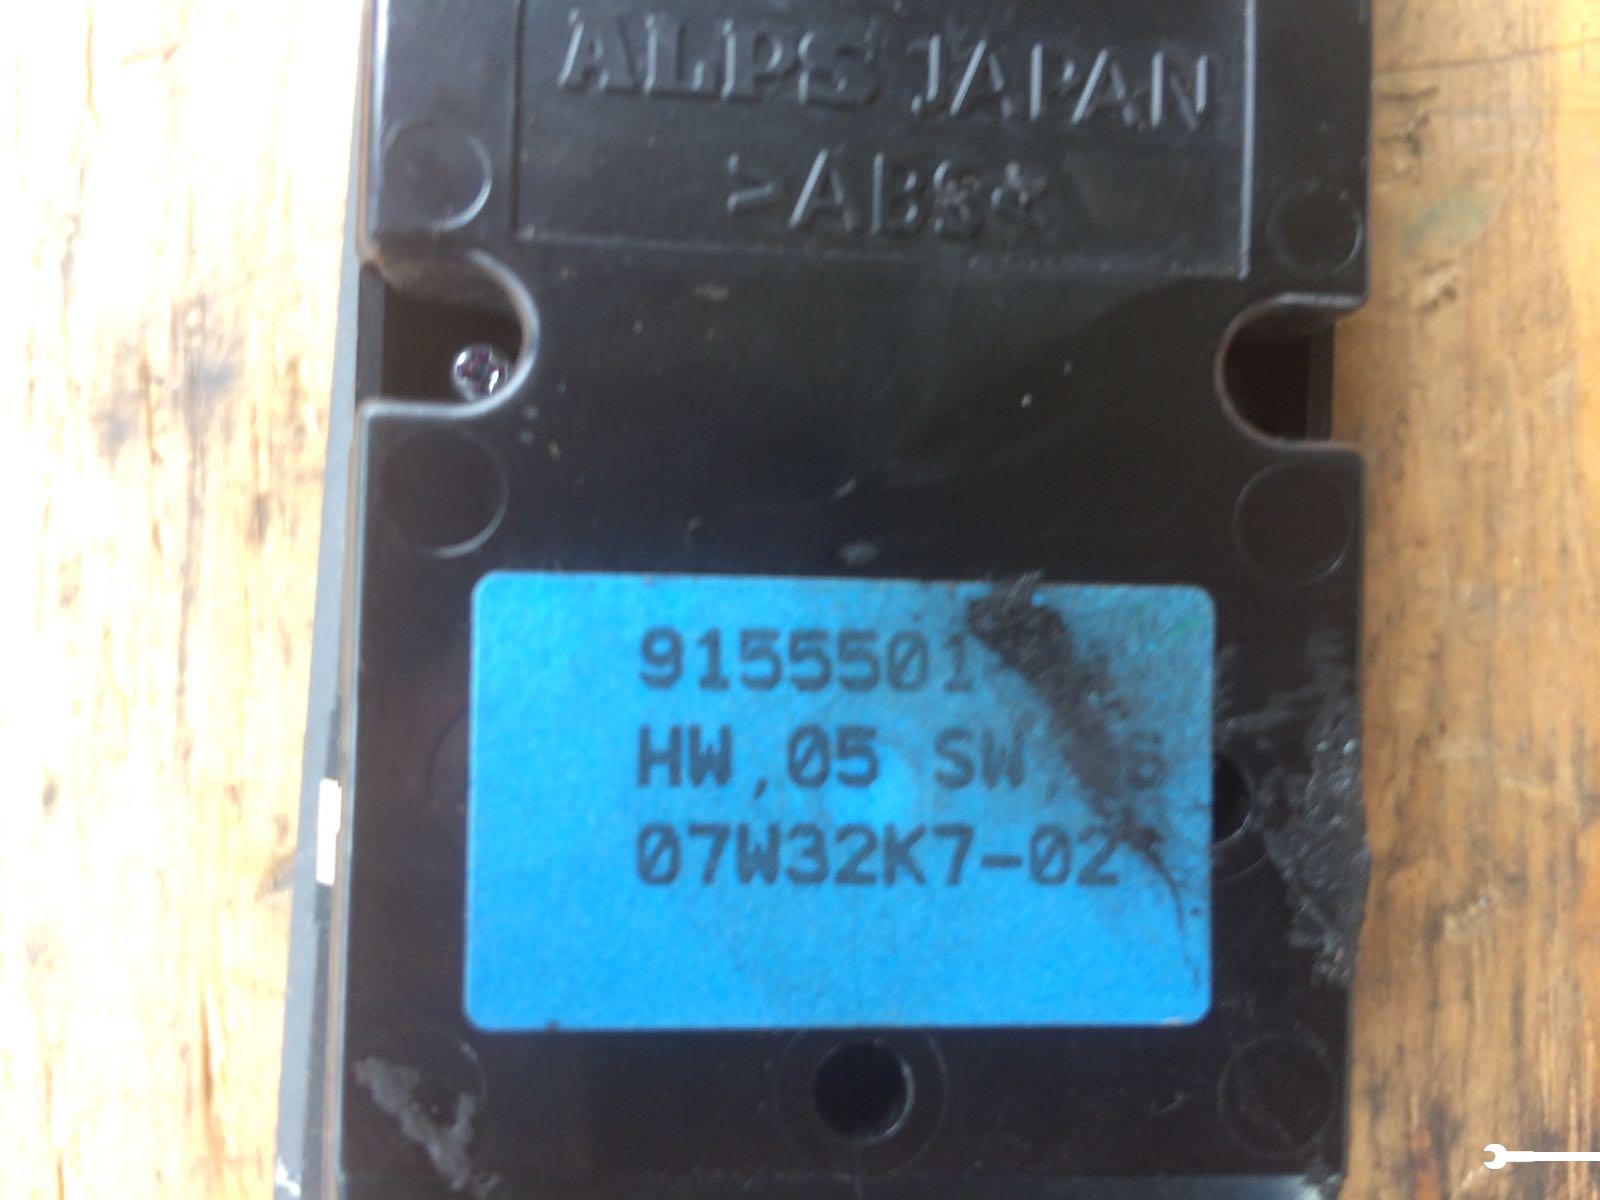 ALPS JAPAN
>ABS<
9155501
HW,05 SW
07W32K7-02